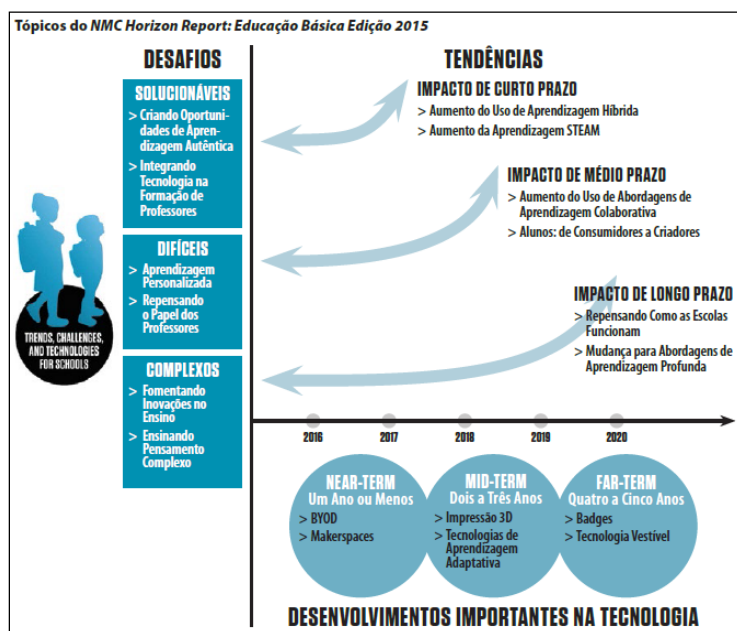 Tópicos do NMC Horizon Report: Educação Básica Edição 2015
DESAFIOS
SOLUCIONÁVEIS
> Criando Oportuni-
dades de Apren-
dizagem Autêntica
> Integrando
Tecnologia na
Formação de
Professores
DIFÍCEIS
> Aprendizagem
Personalizada
> Repensando
o Papel dos
Professores
COMPLEXOS
> Fomentando
Inovações no
Ensino
> Ensinando
Pensamento
Complexo
TRENDS, CHALLENGES,
AND TECHNOLOGIES
FOR SCHOOLS
TENDÊNCIAS
IMPACTO DE CURTO PRAZO
> Aumento do Uso de Aprendizagem Híbrida
> Aumento da Aprendizagem STEAM
IMPACTO DE MÉDIO PRAZO
> Aumento do Uso de Abordagens de
Aprendizagem Colaborativa
> Alunos: de Consumidores a Criadores
IMPACTO DE LONGO PRAZO
> Repensando Como as Escolas
Funcionam
> Mudança para Abordagens de
Aprendizagem Profunda
2016 2017 2018 2019 2020
NEAR-TERM
Um Ano ou Menos
> BYOD
> Makerspaces
MID-TERM
Dois a Três Anos
> Impressão 3D
> Tecnologias de
Aprendizagem
Adaptativa
FAR-TERM
Quatro a Cinco Anos
> Badges
> Tecnologia Vestível
DESENVOLVIMENTOS IMPORTANTES NA TECNOLOGIA